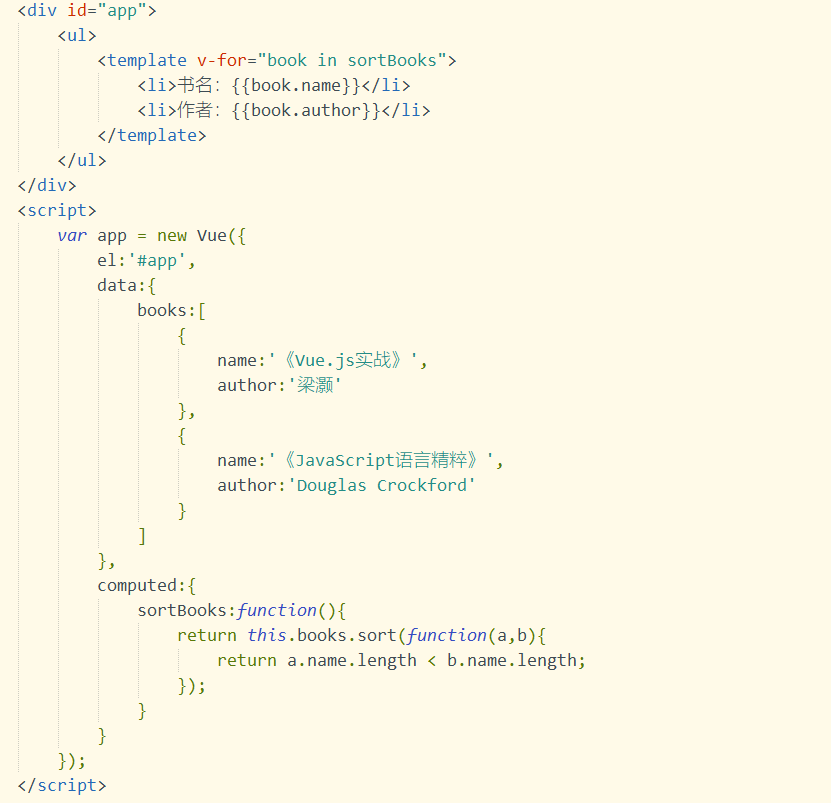 <div id="app">
    <ul>
        <template v-for="book in sortBooks">
            <li>书名: {{book.name}}</li>
            <li>作者: {{book.author}}</li>
        </template>
    </ul>
</div>
<script>
    var app = new Vue({
        el:'#app',
        data:{
            books:[
                {
                    name:'《Vue.js实战》',
                    author:'梁灏'
                },
                {
                    name:'《JavaScript语言精粹》',
                    author:'Douglas Crockford'
                }
            ]
        },
        computed:{
            sortBooks:function(){
                return this.books.sort(function(a,b){
                    return a.name.length < b.name.length;
                });
            }
        }
    });
</script>